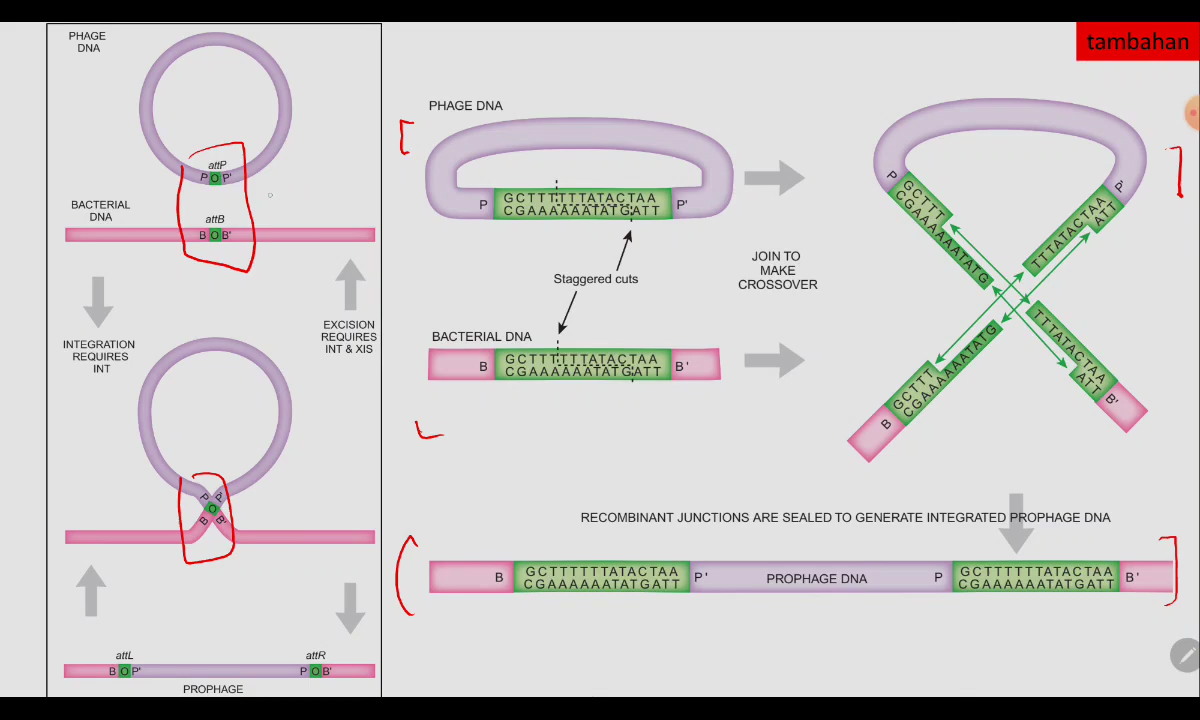 tambahan
PHAGE
DNA
attP
P O P'
BACTERIAL
DNA
attB
B O B'
INTEGRATION
REQUIRES
INT
EXCISION
REQUIRES
INT & XIS
P P'
O
B B'
attL
attR
B O P'
P O B'
PROPHAGE
PHAGE DNA
P
GCTTTTTTATACTAA
CGAAAAAATATGATT
P'
Staggered cuts
BACTERIAL DNA
B
GCTTTTTTATACTAA
CGAAAAAATATGATT
B'
JOIN TO
MAKE
CROSSOVER
P
GCTTT
CGAAAAAATATG
P'
TTTATACTAA
ATT
B
GCTTT
CGAAAAAATATG
TTTATACTAA
ATT
B'
RECOMBINANT JUNCTIONS ARE SEALED TO GENERATE INTEGRATED PROPHAGE DNA
B
GCTTTTTTATACTAA
CGAAAAAATATGATT
P'
PROPHAGE DNA
P
GCTTTTTTATACTAA
CGAAAAAATATGATT
B'